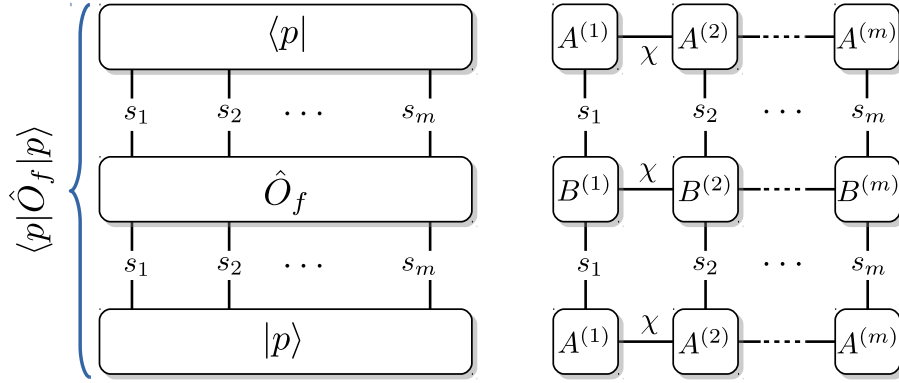 ⟨p|Ô_f|p⟩
⟨p| A^{(1)} χ A^{(2)} A^{(m)}
s_1 s_2 ··· s_m s_1 s_2 ··· s_m
Ô_f B^{(1)} χ B^{(2)} B^{(m)}
s_1 s_2 ··· s_m s_1 s_2 ··· s_m
|p⟩ A^{(1)} χ A^{(2)} A^{(m)}